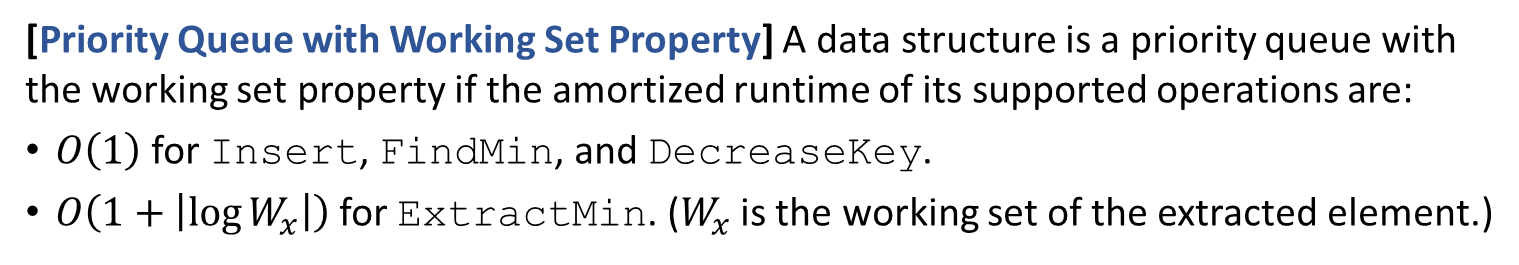 [Priority Queue with Working Set Property] A data structure is a priority queue with
the working set property if the amortized runtime of its supported operations are:
• O(1) for Insert, FindMin, and DecreaseKey.
• O(1 + |log Wₓ|) for ExtractMin. (Wₓ is the working set of the extracted element.)